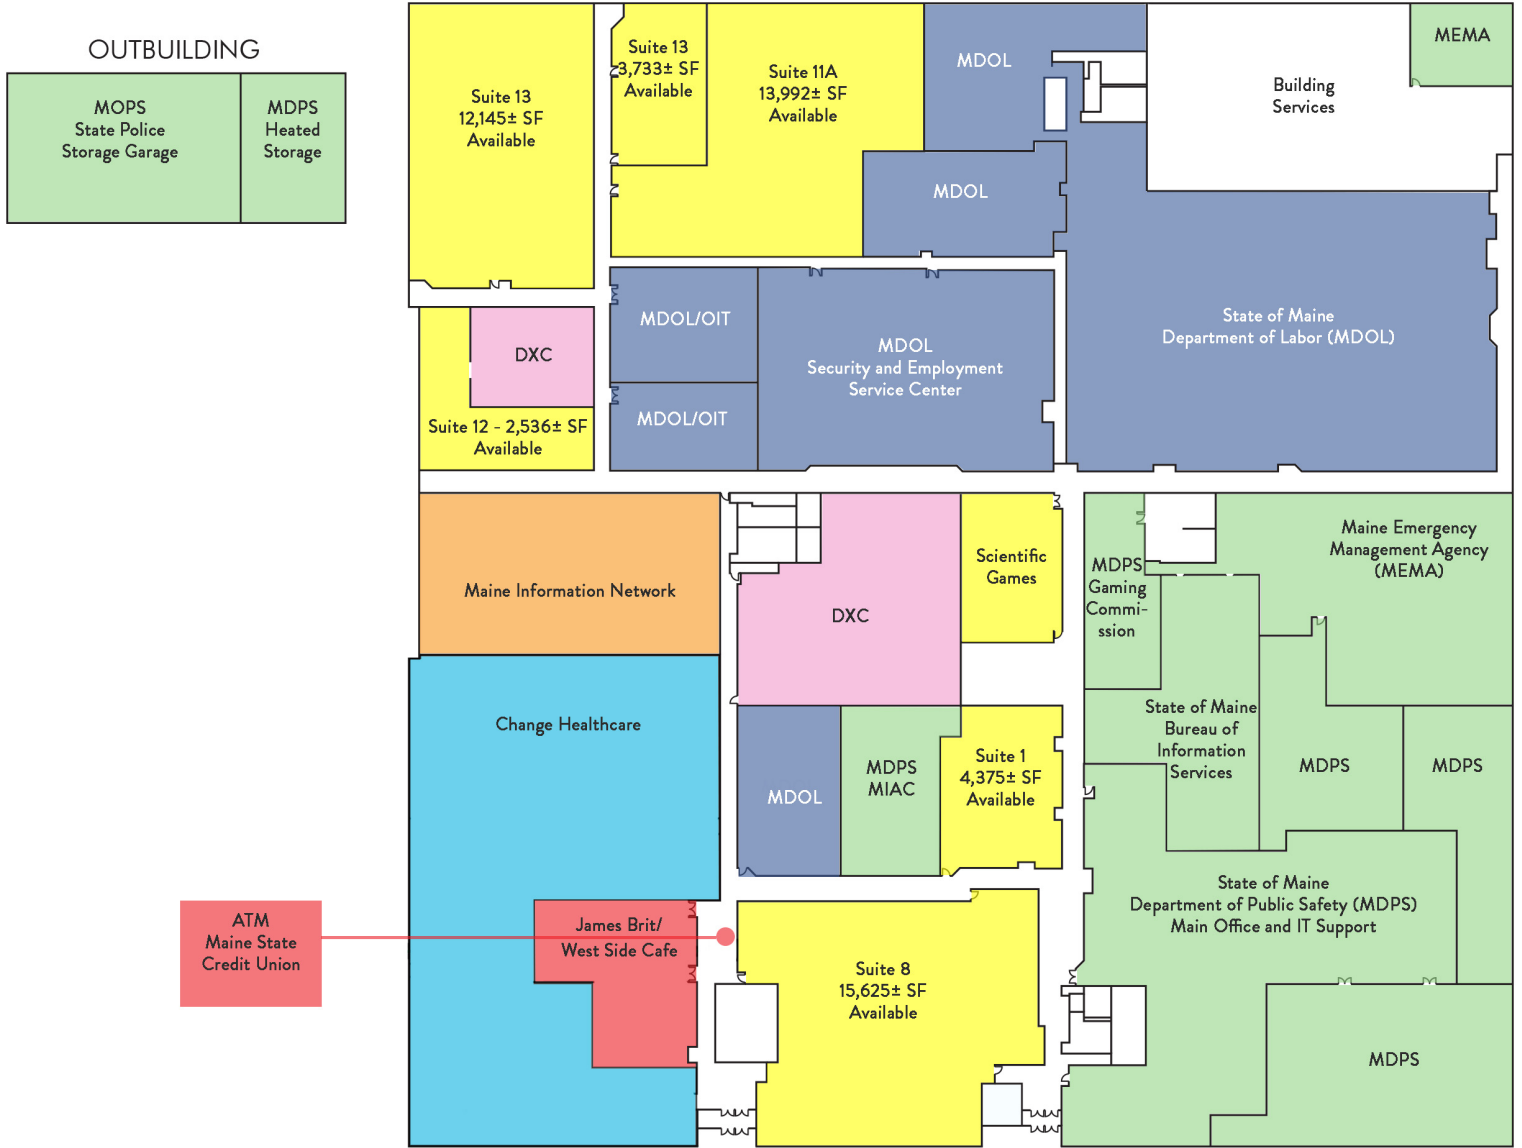 OUTBUILDING
MOPS
State Police
Storage Garage
MDPS
Heated
Storage
Suite 13
12,145± SF
Available
Suite 13
3,733± SF
Available
Suite 11A
13,992± SF
Available
MDOL
Building
Services
MEMA
MDOL
MDOL/OIT
MDOL
Security and Employment
Service Center
State of Maine
Department of Labor (MDOL)
DXC
MDOL/OIT
Suite 12 - 2,536± SF
Available
Maine Information Network
DXC
Scientific
Games
MDPS
Gaming
Commi-
ssion
Maine Emergency
Management Agency
(MEMA)
Change Healthcare
State of Maine
Bureau of
Information
Services
MDOL
MDPS
MIAC
Suite 1
4,375± SF
Available
MDPS
MDPS
ATM
Maine State
Credit Union
James Brit/
West Side Cafe
Suite 8
15,625± SF
Available
State of Maine
Department of Public Safety (MDPS)
Main Office and IT Support
MDPS